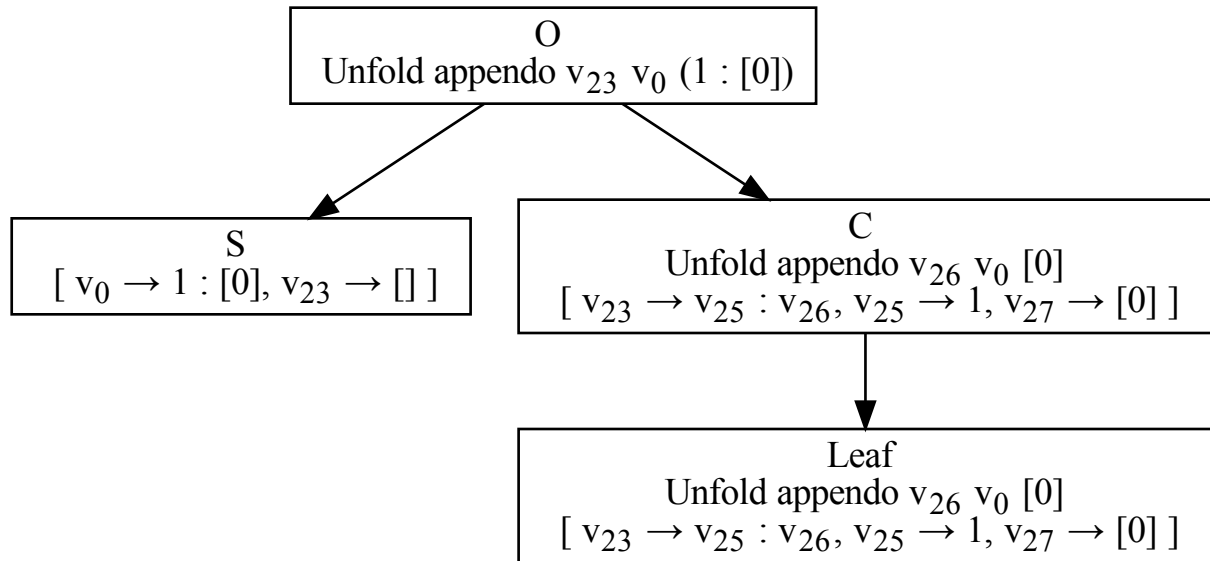 O
Unfold appendo v₂₃ v₀ (1 : [0])
S
[ v₀ → 1 : [0], v₂₃ → [] ]
C
Unfold appendo v₂₆ v₀ [0]
[ v₂₃ → v₂₅ : v₂₆, v₂₅ → 1, v₂₇ → [0] ]
Leaf
Unfold appendo v₂₆ v₀ [0]
[ v₂₃ → v₂₅ : v₂₆, v₂₅ → 1, v₂₇ → [0] ]